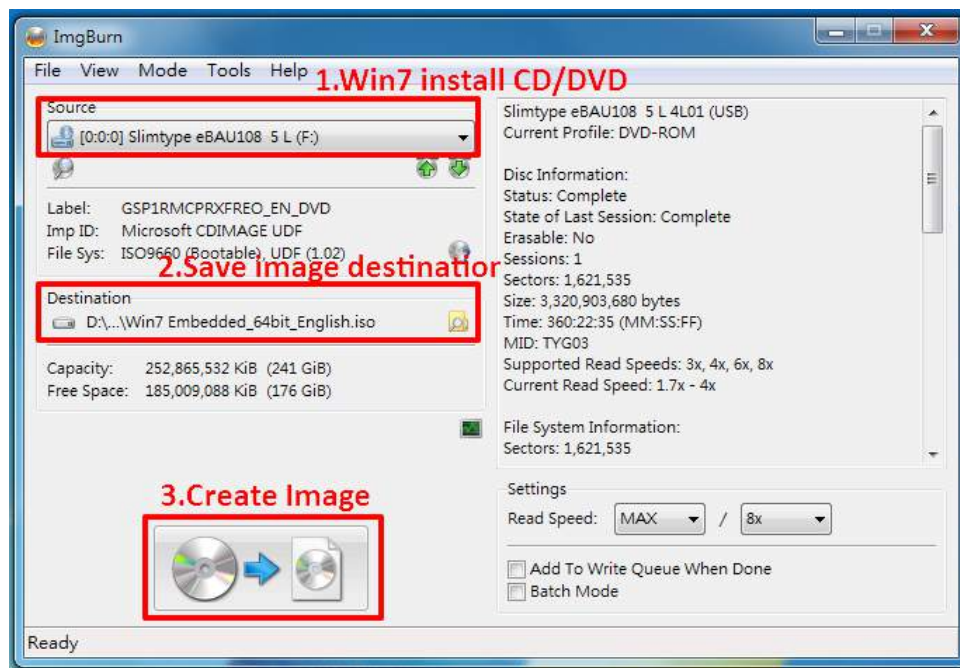 ImgBurn
File View Mode Tools Help
1.Win7 install CD/DVD
Source
[0:0:0] Slimtype eBAU108 5 L (F:)
Label: GSP1RMCPRXFREO_EN_DVD
Imp ID: Microsoft CDIMAGE UDF
File Sys: ISO9660 (Bootable), UDF (1.02)
2.Save image destination
Destination
D:\...\Win7 Embedded_64bit_English.iso
Capacity: 252,865,532 KiB (241 GiB)
Free Space: 185,009,088 KiB (176 GiB)
3.Create Image
Slimtype eBAU108 5 L 4L01 (USB)
Current Profile: DVD-ROM
Disc Information:
Status: Complete
State of Last Session: Complete
Erasable: No
Sessions: 1
Sectors: 1,621,535
Size: 3,320,903,680 bytes
Time: 360:22:35 (MM:SS:FF)
MID: TYG03
Supported Read Speeds: 3x, 4x, 6x, 8x
Current Read Speed: 1.7x - 4x
File System Information:
Sectors: 1,621,535
Settings
Read Speed: MAX / 8x
Add To Write Queue When Done
Batch Mode
Ready